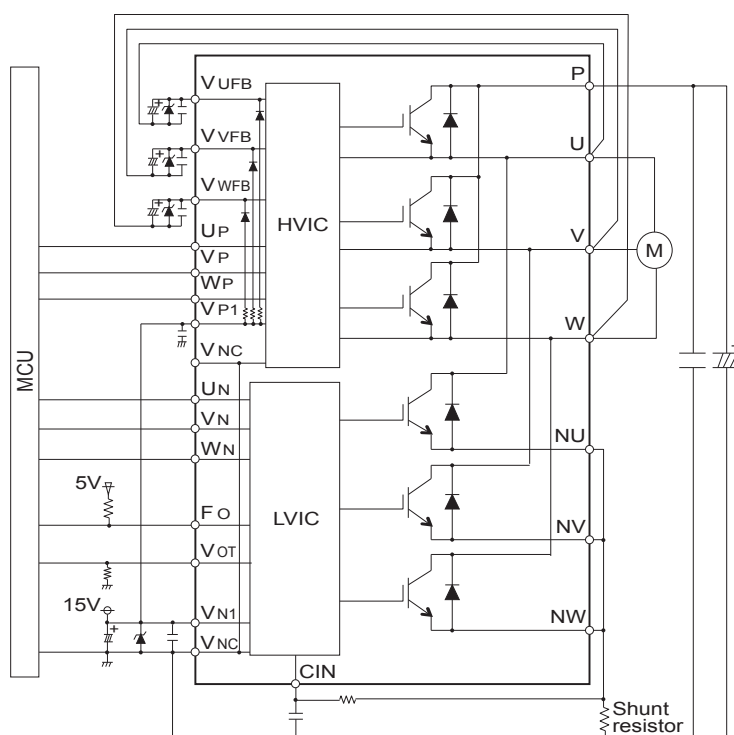 MCU
VUFB
VVFB
VWFB
UP
VP
WP
VP1
VNC
UN
VN
WN
5V
FO
VOT
15V
VN1
VNC
HVIC
LVIC
CIN
P
U
V
W
NU
NV
NW
M
Shunt
resistor
+
+
+
+